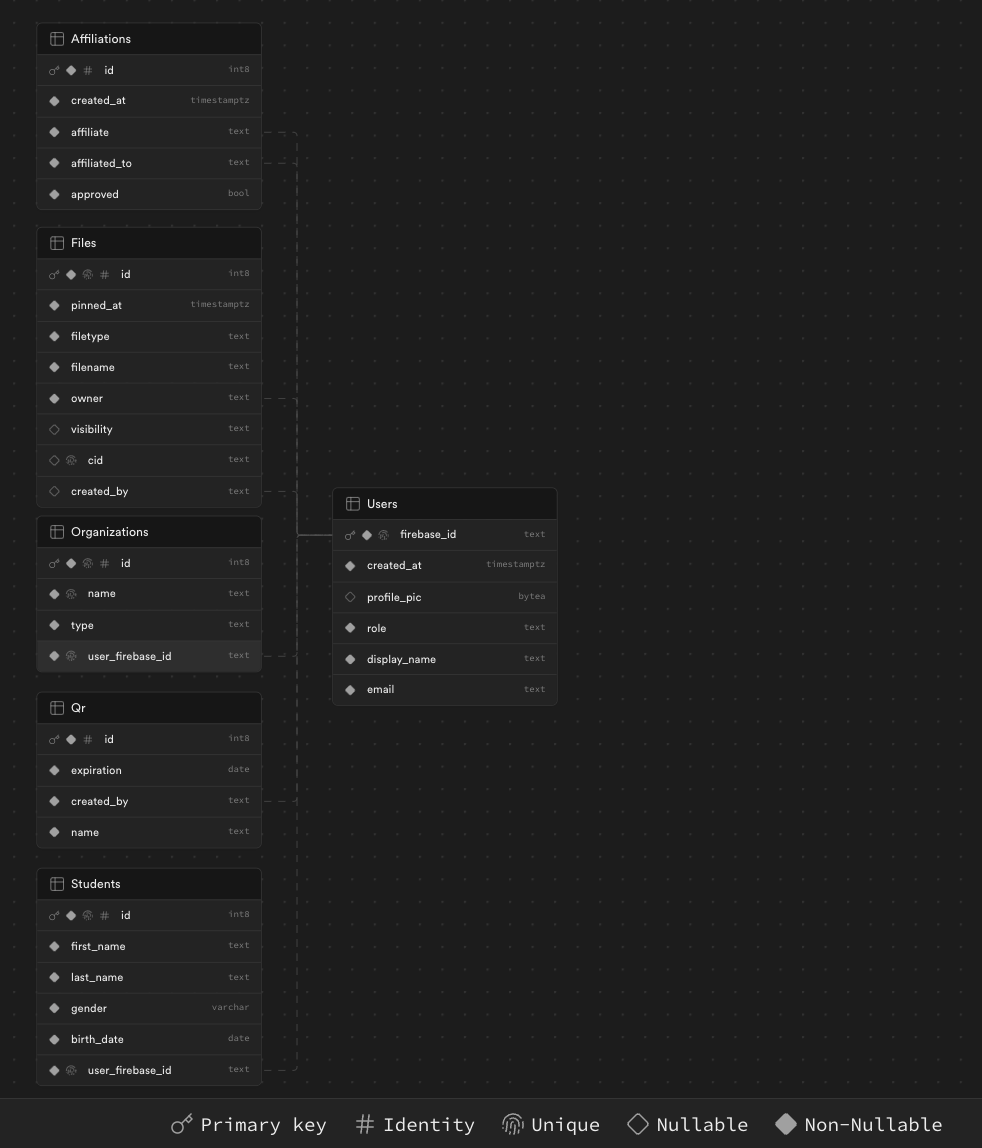 Affiliations
id int8
created_at timestamptz
affiliate text
affiliated_to text
approved bool
Files
id int8
pinned_at timestamptz
filetype text
filename text
owner text
visibility text
cid text
created_by text
Organizations
id int8
name text
type text
user_firebase_id text
Qr
id int8
expiration date
created_by text
name text
Students
id int8
first_name text
last_name text
gender varchar
birth_date date
user_firebase_id text
Users
firebase_id text
created_at timestamptz
profile_pic bytea
role text
display_name text
email text
Primary key Identity Unique Nullable Non-Nullable